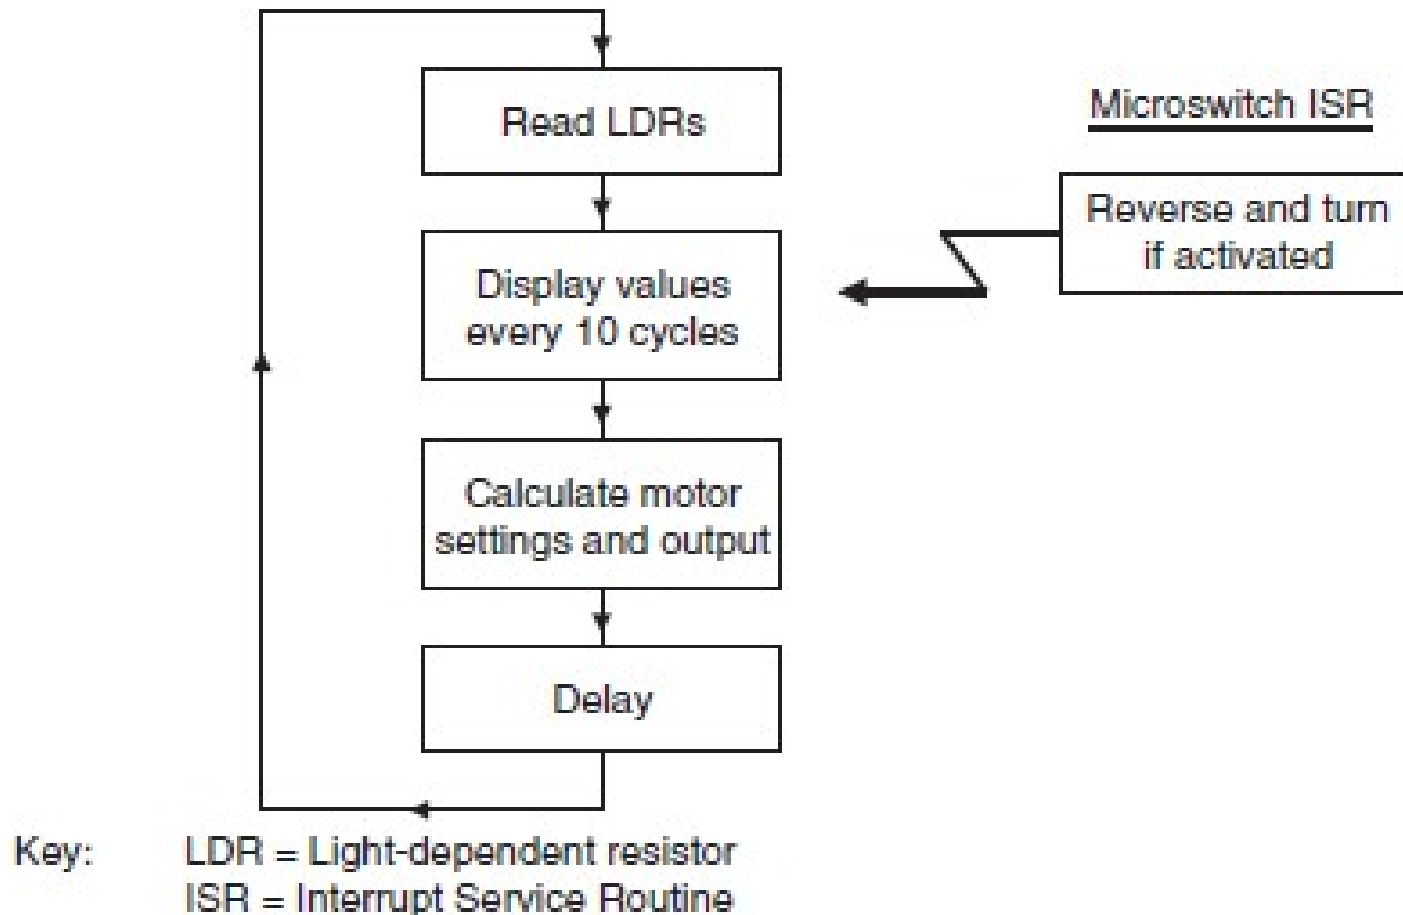 Read LDRs
Microswitch ISR
Reverse and turn
if activated
Display values
every 10 cycles
Calculate motor
settings and output
Delay
Key: LDR = Light-dependent resistor
ISR = Interrupt Service Routine